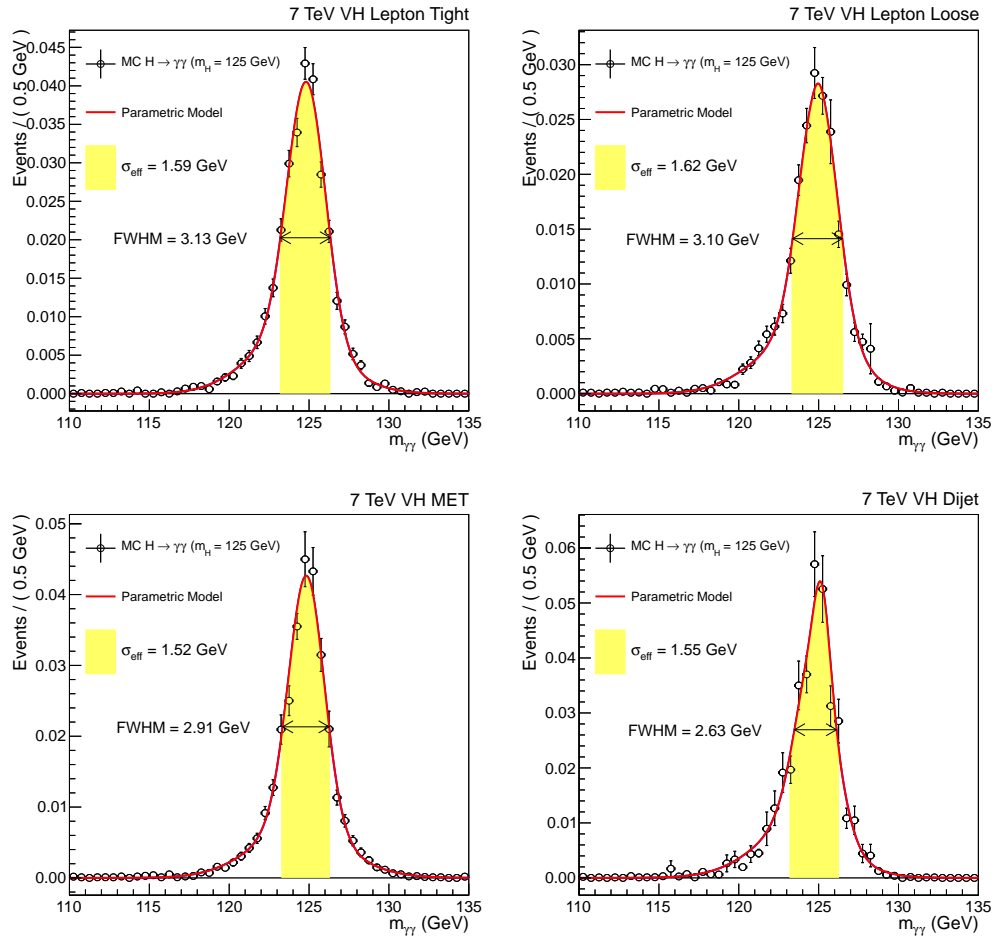 7 TeV VH Lepton Tight
Events / ( 0.5 GeV )
MC H → γγ (m_H = 125 GeV)
Parametric Model
σ_eff = 1.59 GeV
FWHM = 3.13 GeV
0.045
0.040
0.035
0.030
0.025
0.020
0.015
0.010
0.005
0.000
110 115 120 125 130 135
m_γγ (GeV)
7 TeV VH Lepton Loose
Events / ( 0.5 GeV )
MC H → γγ (m_H = 125 GeV)
Parametric Model
σ_eff = 1.62 GeV
FWHM = 3.10 GeV
0.030
0.025
0.020
0.015
0.010
0.005
0.000
110 115 120 125 130 135
m_γγ (GeV)
7 TeV VH MET
Events / ( 0.5 GeV )
MC H → γγ (m_H = 125 GeV)
Parametric Model
σ_eff = 1.52 GeV
FWHM = 2.91 GeV
0.05
0.04
0.03
0.02
0.01
0.00
110 115 120 125 130 135
m_γγ (GeV)
7 TeV VH Dijet
Events / ( 0.5 GeV )
MC H → γγ (m_H = 125 GeV)
Parametric Model
σ_eff = 1.55 GeV
FWHM = 2.63 GeV
0.06
0.05
0.04
0.03
0.02
0.01
0.00
110 115 120 125 130 135
m_γγ (GeV)